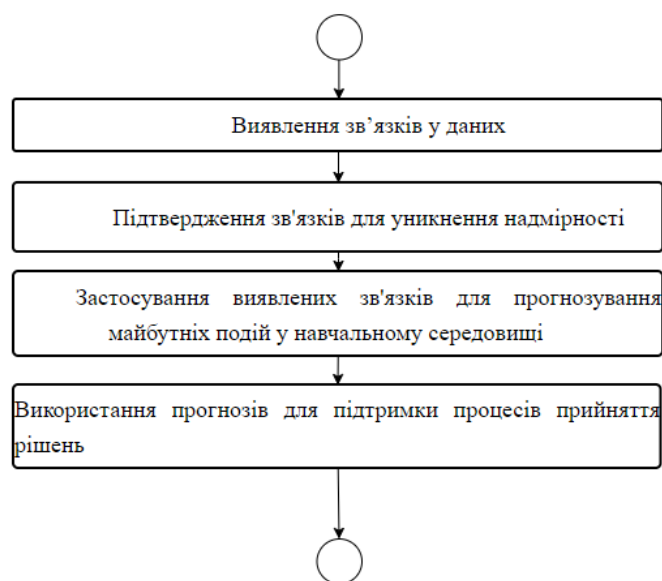 Виявлення зв’язків у даних
Підтвердження зв'язків для уникнення надмірності
Застосування виявлених зв'язків для прогнозування
майбутніх подій у навчальному середовищі
Використання прогнозів для підтримки процесів прийняття
рішень